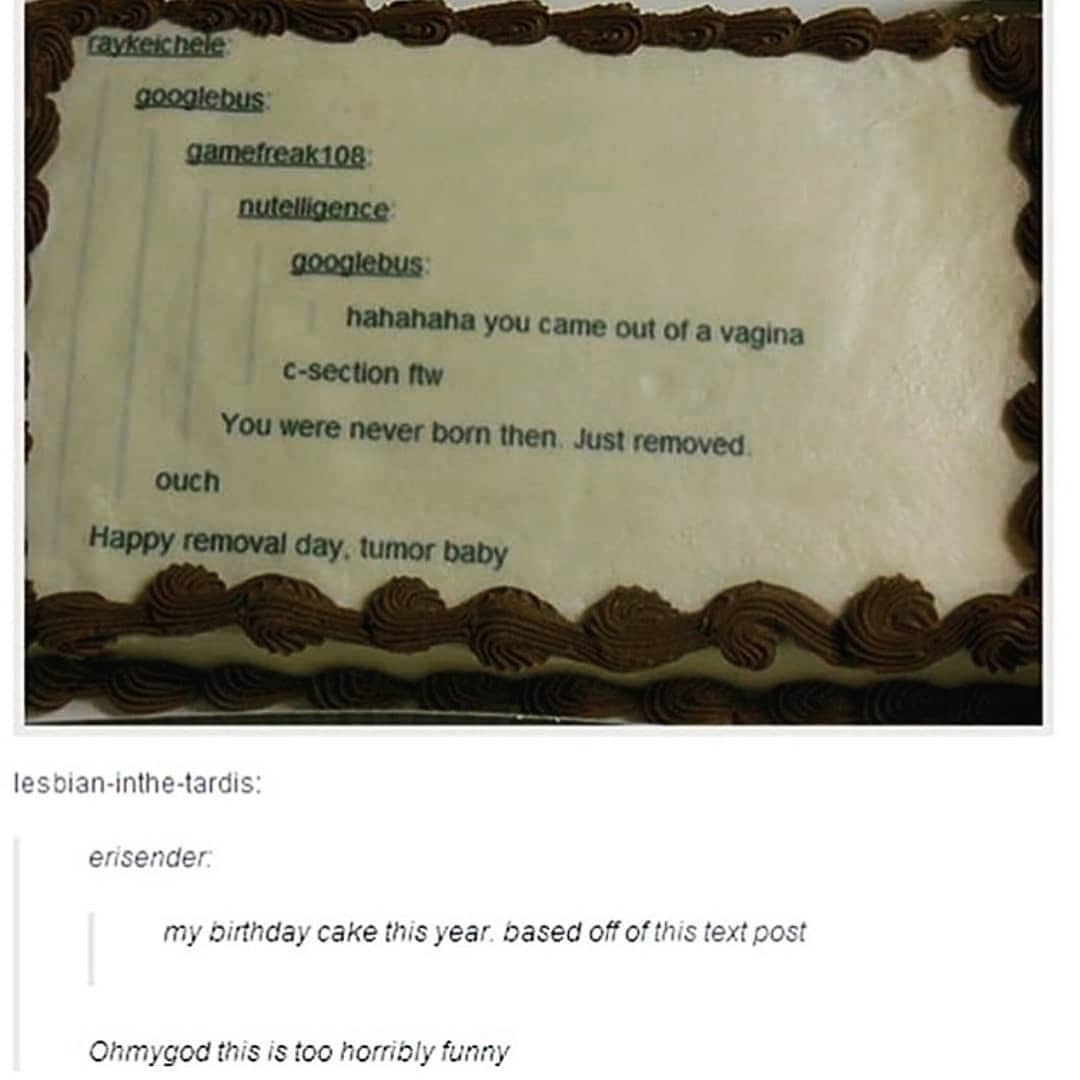 raykeichele:
googlebus:
gamefreak108:
nutelligence:
googlebus:
hahahaha you came out of a vagina
c-section ftw
You were never born then. Just removed.
ouch
Happy removal day, tumor baby
lesbian-inthe-tardis:
erisender:
my birthday cake this year. based off of this text post
Ohmygod this is too horribly funny